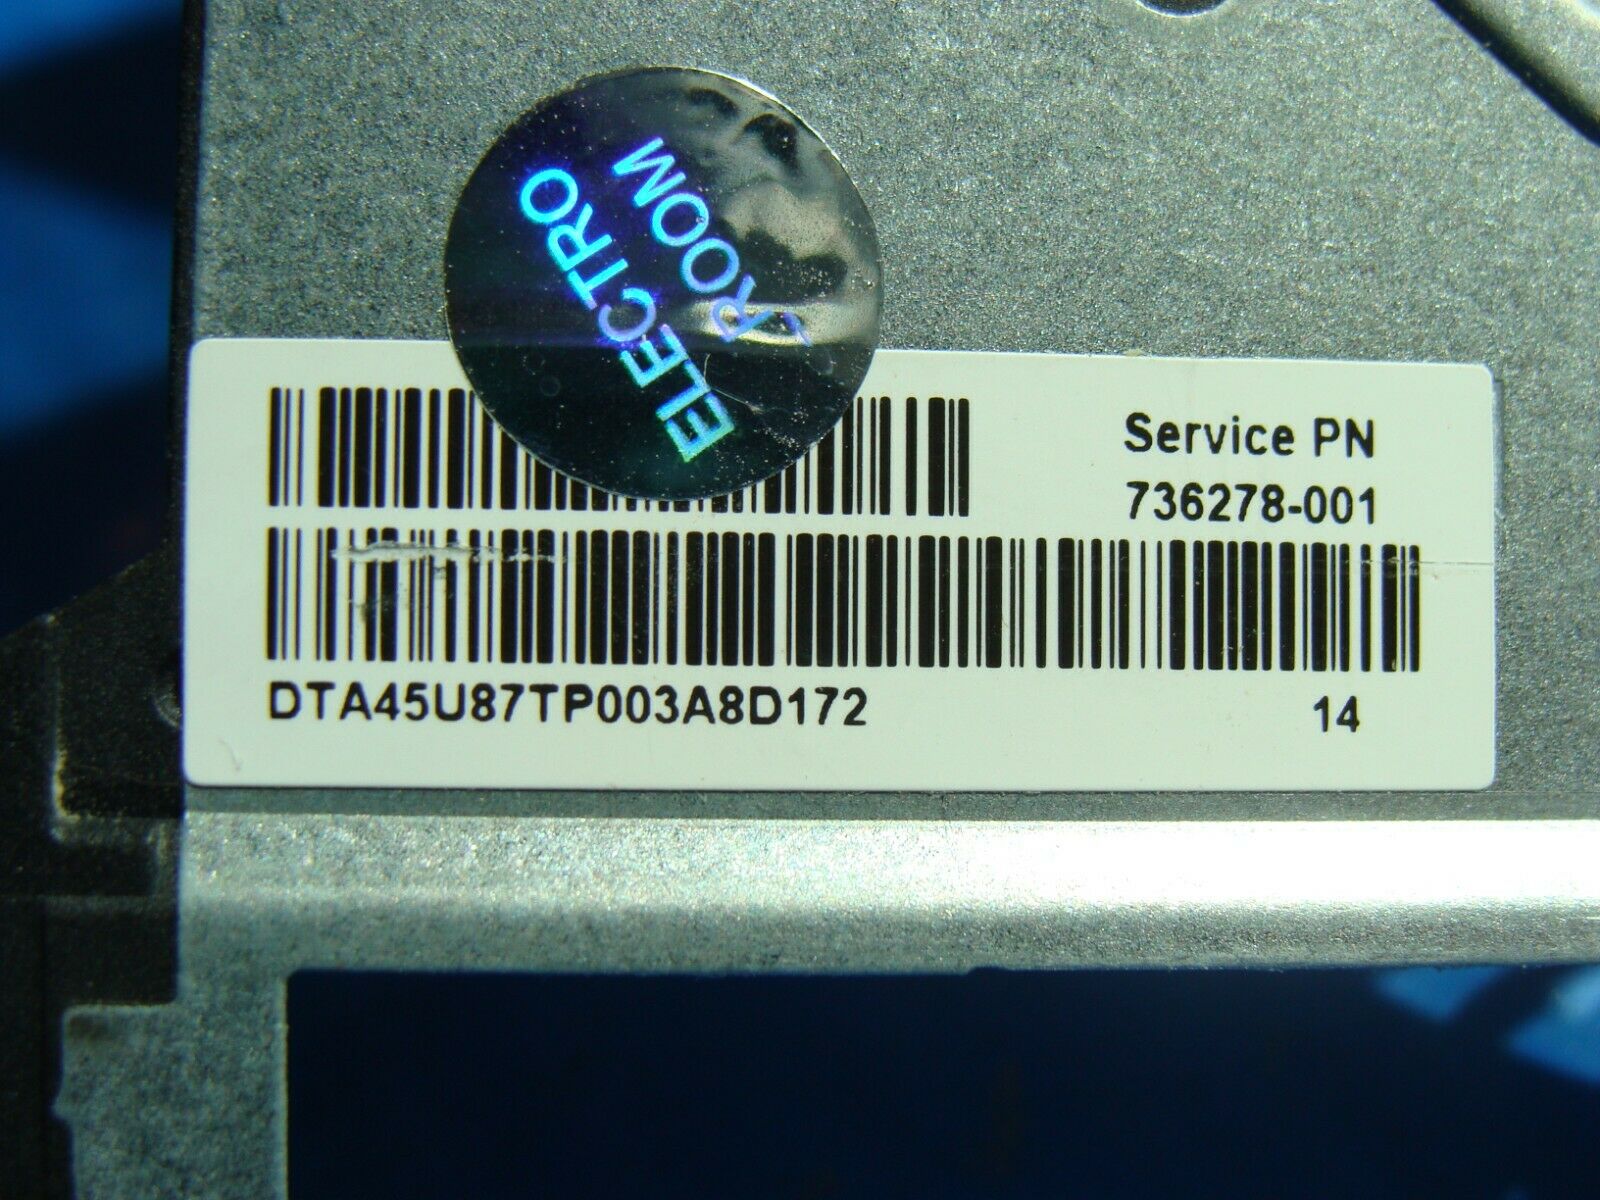 ELECTRO
ROOM
Service PN
736278-001
DTA45U87TP003A8D172
14